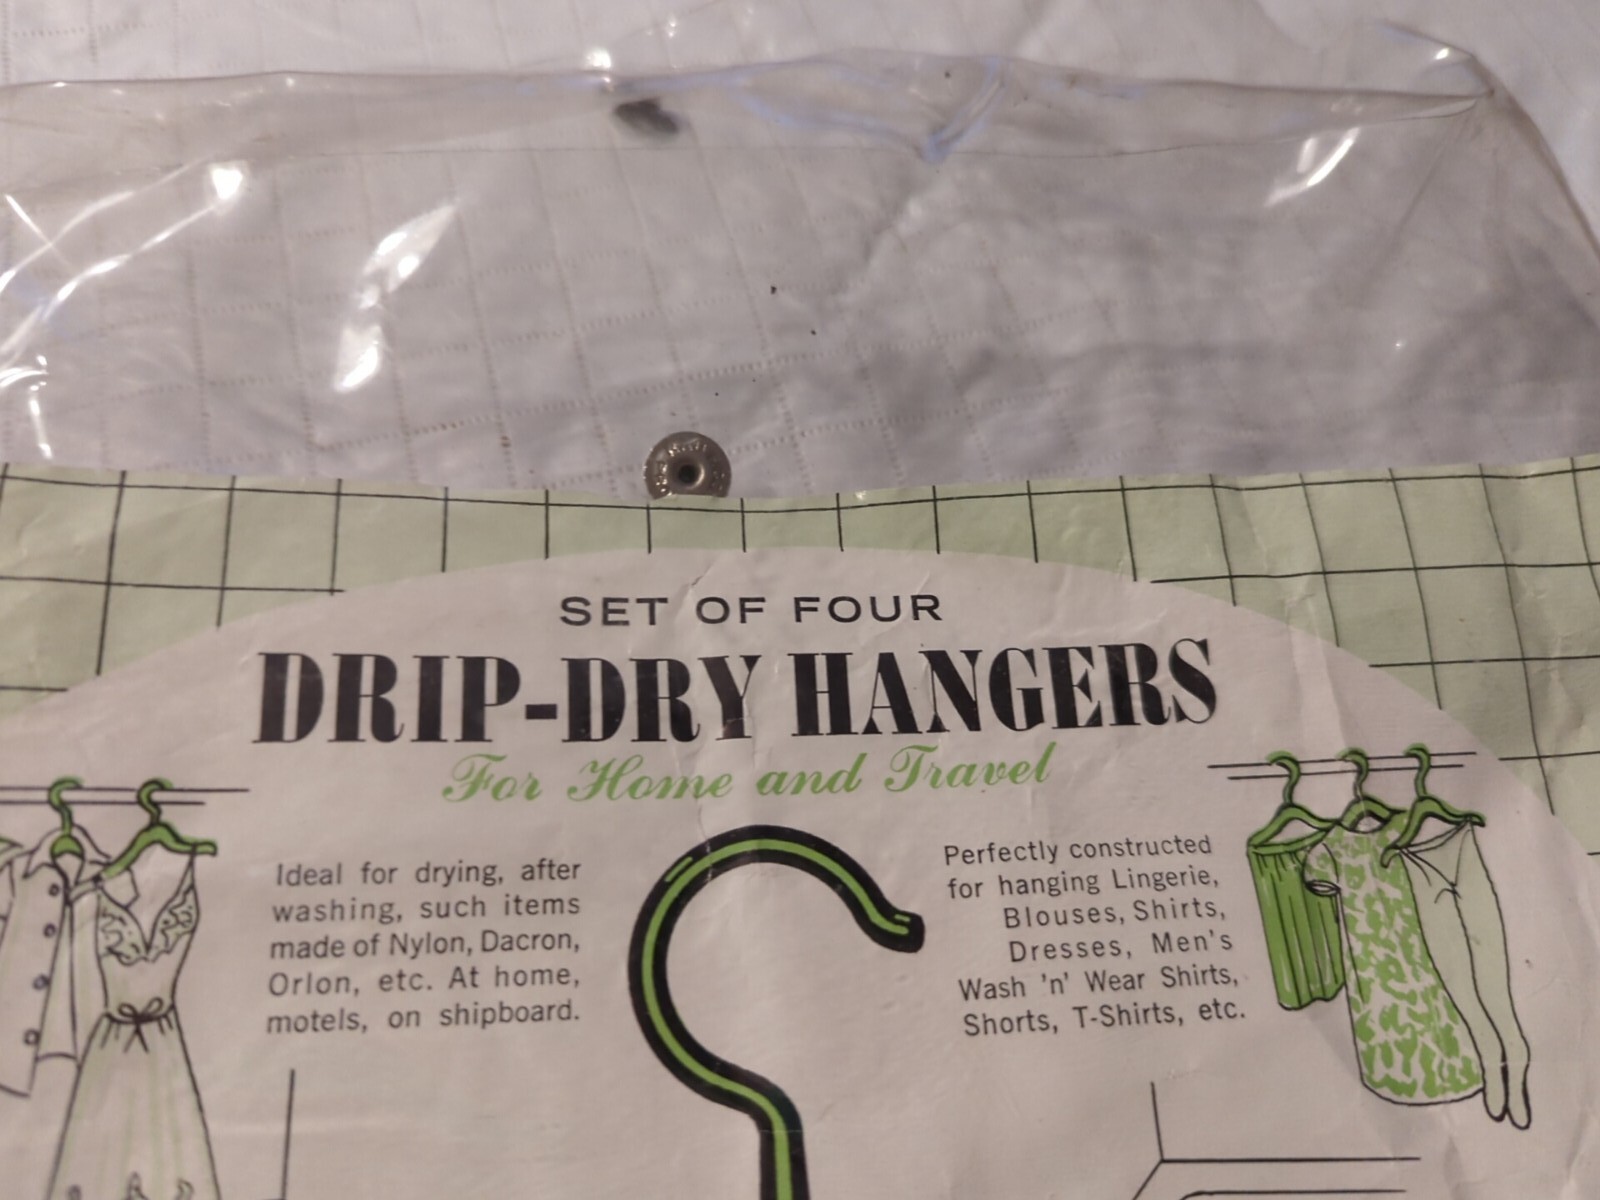 SET OF FOUR
DRIP-DRY HANGERS
For Home and Travel
Ideal for drying, after
washing, such items
made of Nylon, Dacron,
Orlon, etc. At home,
motels, on shipboard.
Perfectly constructed
for hanging Lingerie,
Blouses, Shirts,
Dresses, Men's
Wash 'n' Wear Shirts,
Shorts, T-Shirts, etc.